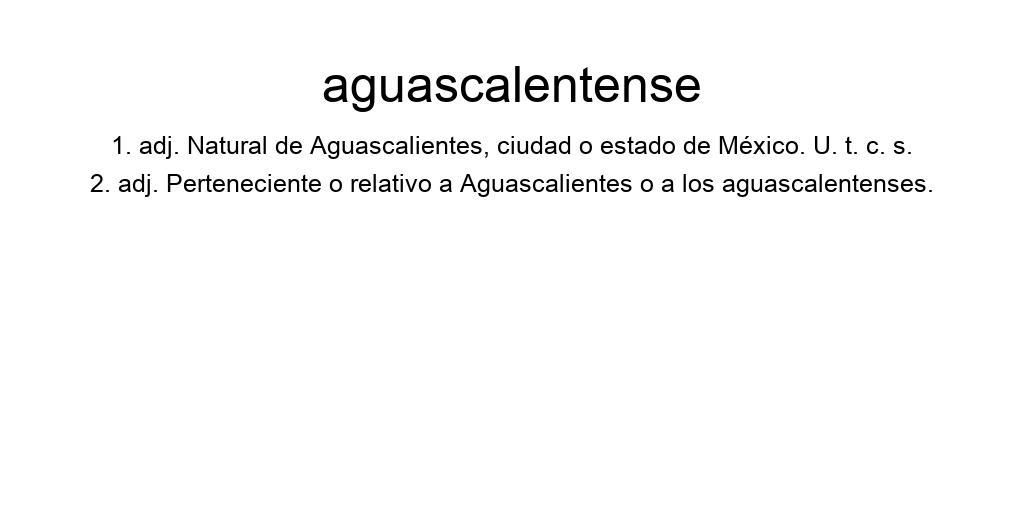 aguascalentense
1. adj. Natural de Aguascalientes, ciudad o estado de México. U. t. c. s.
2. adj. Perteneciente o relativo a Aguascalientes o a los aguascalentenses.